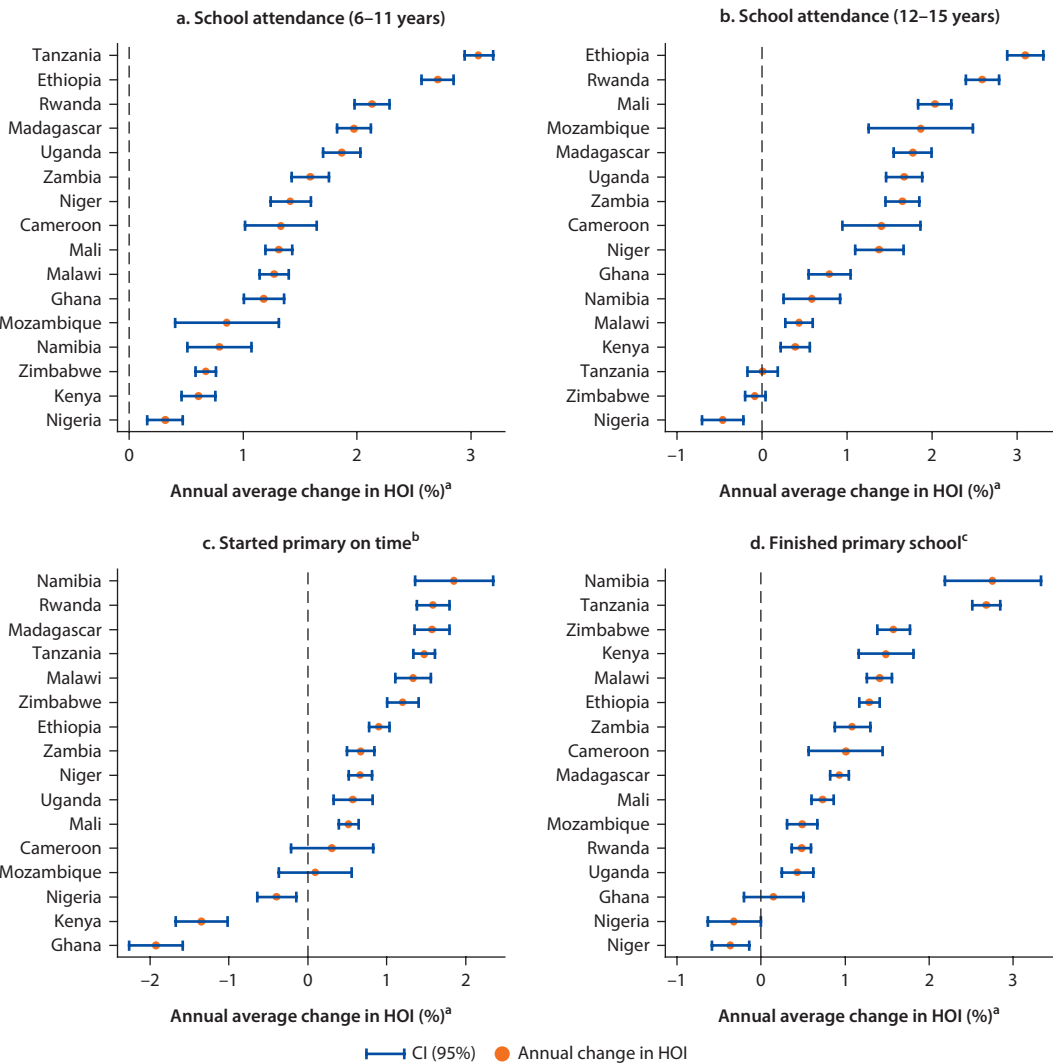 a. School attendance (6–11 years)
Tanzania
Ethiopia
Rwanda
Madagascar
Uganda
Zambia
Niger
Cameroon
Mali
Malawi
Ghana
Mozambique
Namibia
Zimbabwe
Kenya
Nigeria
0 1 2 3
Annual average change in HOI (%)a
b. School attendance (12–15 years)
Ethiopia
Rwanda
Mali
Mozambique
Madagascar
Uganda
Zambia
Cameroon
Niger
Ghana
Namibia
Malawi
Kenya
Tanzania
Zimbabwe
Nigeria
–1 0 1 2 3
Annual average change in HOI (%)a
c. Started primary on timeb
Namibia
Rwanda
Madagascar
Tanzania
Malawi
Zimbabwe
Ethiopia
Zambia
Niger
Uganda
Mali
Cameroon
Mozambique
Nigeria
Kenya
Ghana
–2 –1 0 1 2
Annual average change in HOI (%)a
d. Finished primary schoolc
Namibia
Tanzania
Zimbabwe
Kenya
Malawi
Ethiopia
Zambia
Cameroon
Madagascar
Mali
Mozambique
Rwanda
Uganda
Ghana
Nigeria
Niger
–1 0 1 2 3
Annual average change in HOI (%)a
CI (95%) Annual change in HOI